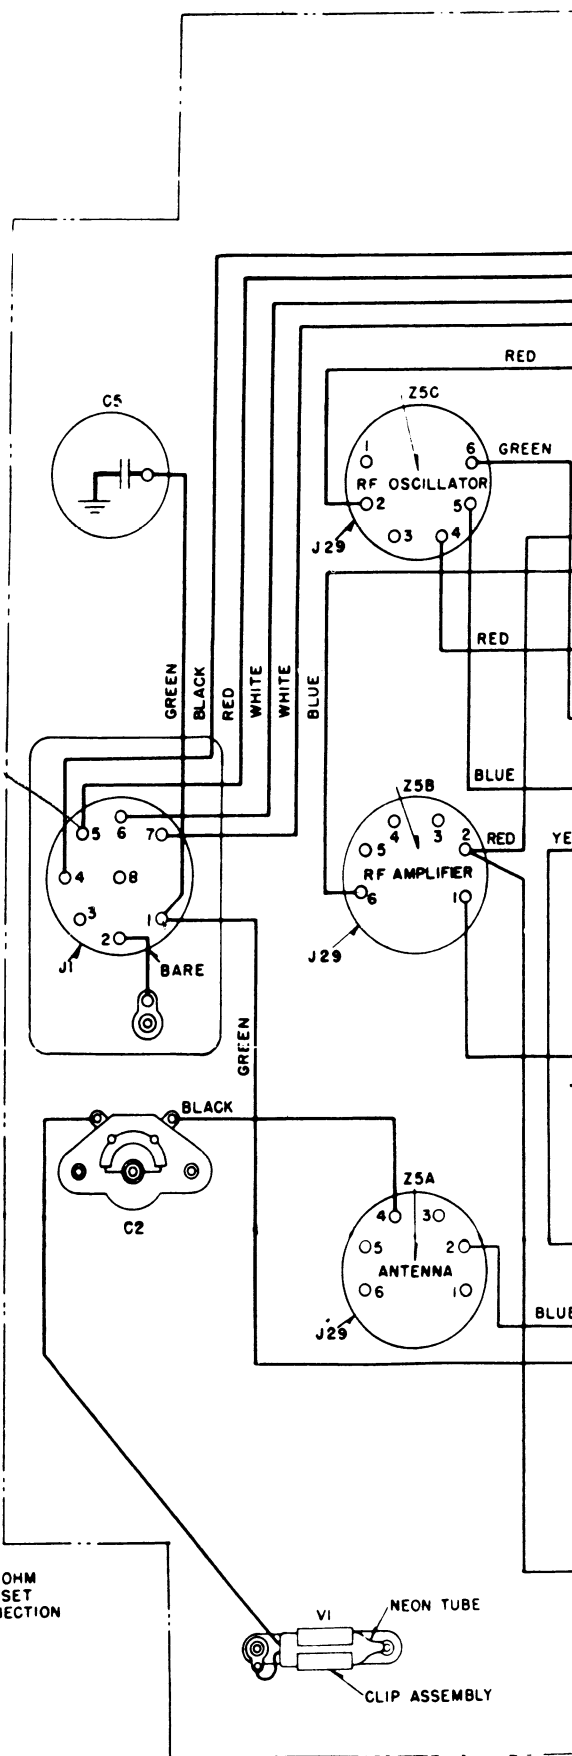 RED
C5
Z5C
1
6
GREEN
RF OSCILLATOR
2
5
3
4
J29
RED
GREEN
BLACK
RED
WHITE
WHITE
BLUE
BLUE
Z5B
5
6
7
4
3
2
RED
YE
5
4
8
RF AMPLIFIER
6
1
3
1
2
J1
BARE
J29
GREEN
BLACK
C2
Z5A
4
3
5
2
ANTENNA
6
1
J29
BLUE
OHM
SET
NECTION
V1
NEON TUBE
CLIP ASSEMBLY